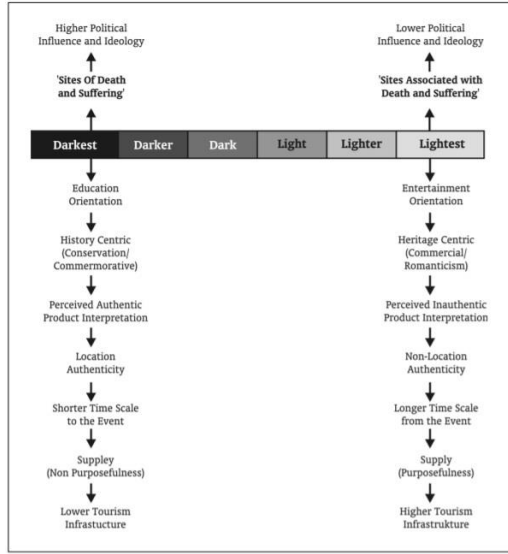 Higher Political
Influence and Ideology
Lower Political
Influence and Ideology
'Sites Of Death
and Suffering'
'Sites Associated with
Death and Suffering'
Darkest Darker Dark Light Lighter Lightest
Education
Orientation
Entertainment
Orientation
History Centric
(Conservation/
Commermorative)
Heritage Centric
(Commercial/
Romanticism)
Perceived Authentic
Product Interpretation
Perceived Inauthentic
Product Interpretation
Location
Authenticity
Non-Location
Authenticity
Shorter Time Scale
to the Event
Longer Time Scale
from the Event
Suppley
(Non Purposefulness)
Supply
(Purposefulness)
Lower Tourism
Infrastucture
Higher Tourism
Infrastrukture